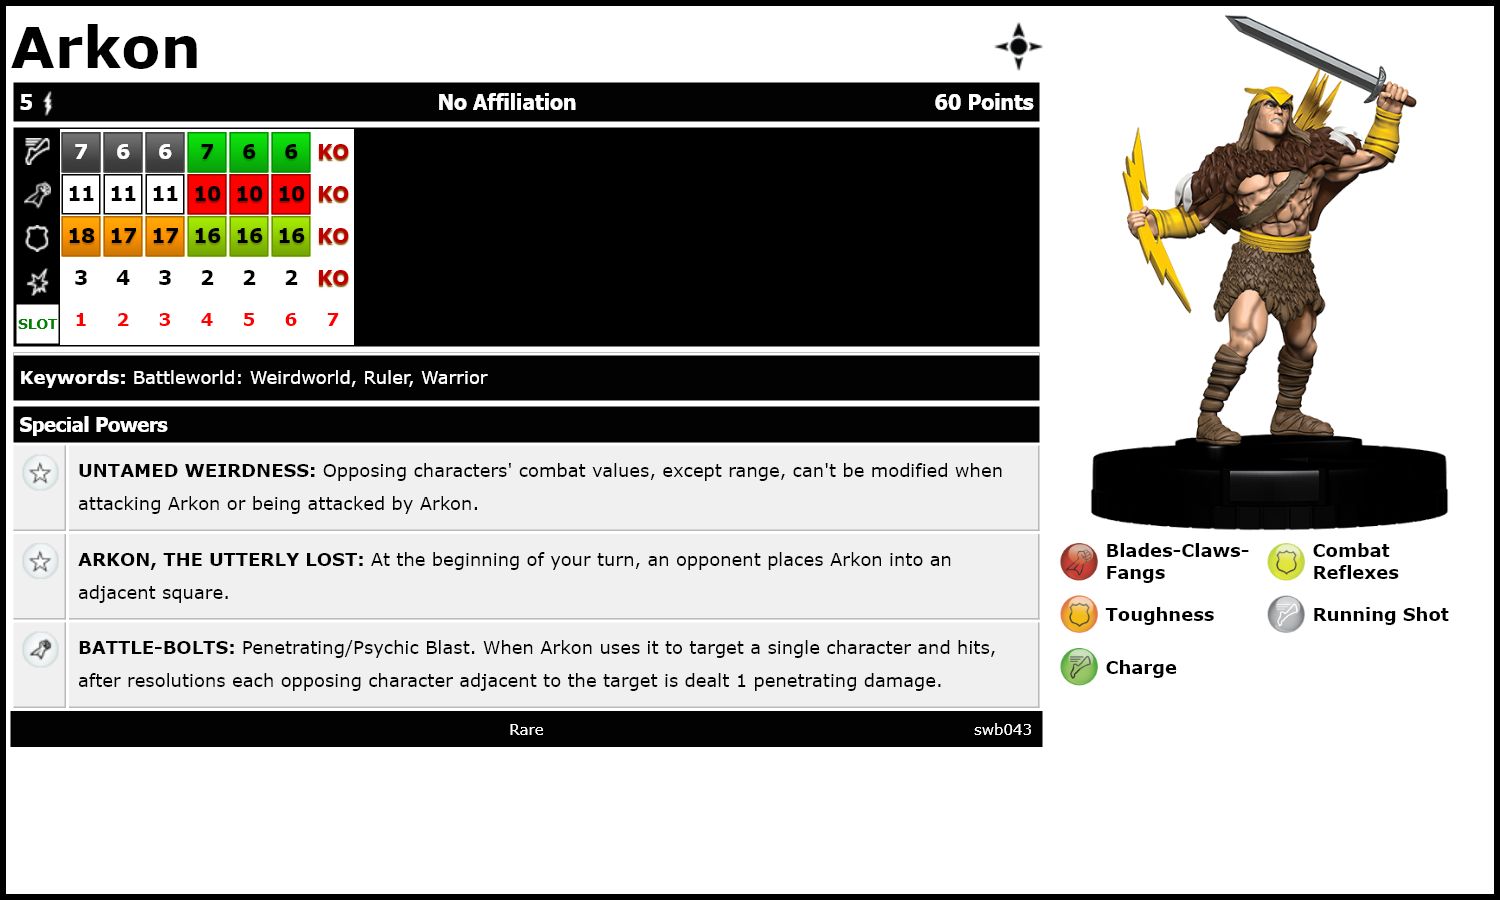 Arkon
5 No Affiliation 60 Points
7 6 6 7 6 6 KO
11 11 11 10 10 10 KO
18 17 17 16 16 16 KO
3 4 3 2 2 2 KO
SLOT 1 2 3 4 5 6 7
Keywords: Battleworld: Weirdworld, Ruler, Warrior
Special Powers
UNTAMED WEIRDNESS: Opposing characters' combat values, except range, can't be modified when
attacking Arkon or being attacked by Arkon.
ARKON, THE UTTERLY LOST: At the beginning of your turn, an opponent places Arkon into an
adjacent square.
BATTLE-BOLTS: Penetrating/Psychic Blast. When Arkon uses it to target a single character and hits,
after resolutions each opposing character adjacent to the target is dealt 1 penetrating damage.
Rare swb043
Blades-Claws-
Fangs
Combat
Reflexes
Toughness
Running Shot
Charge